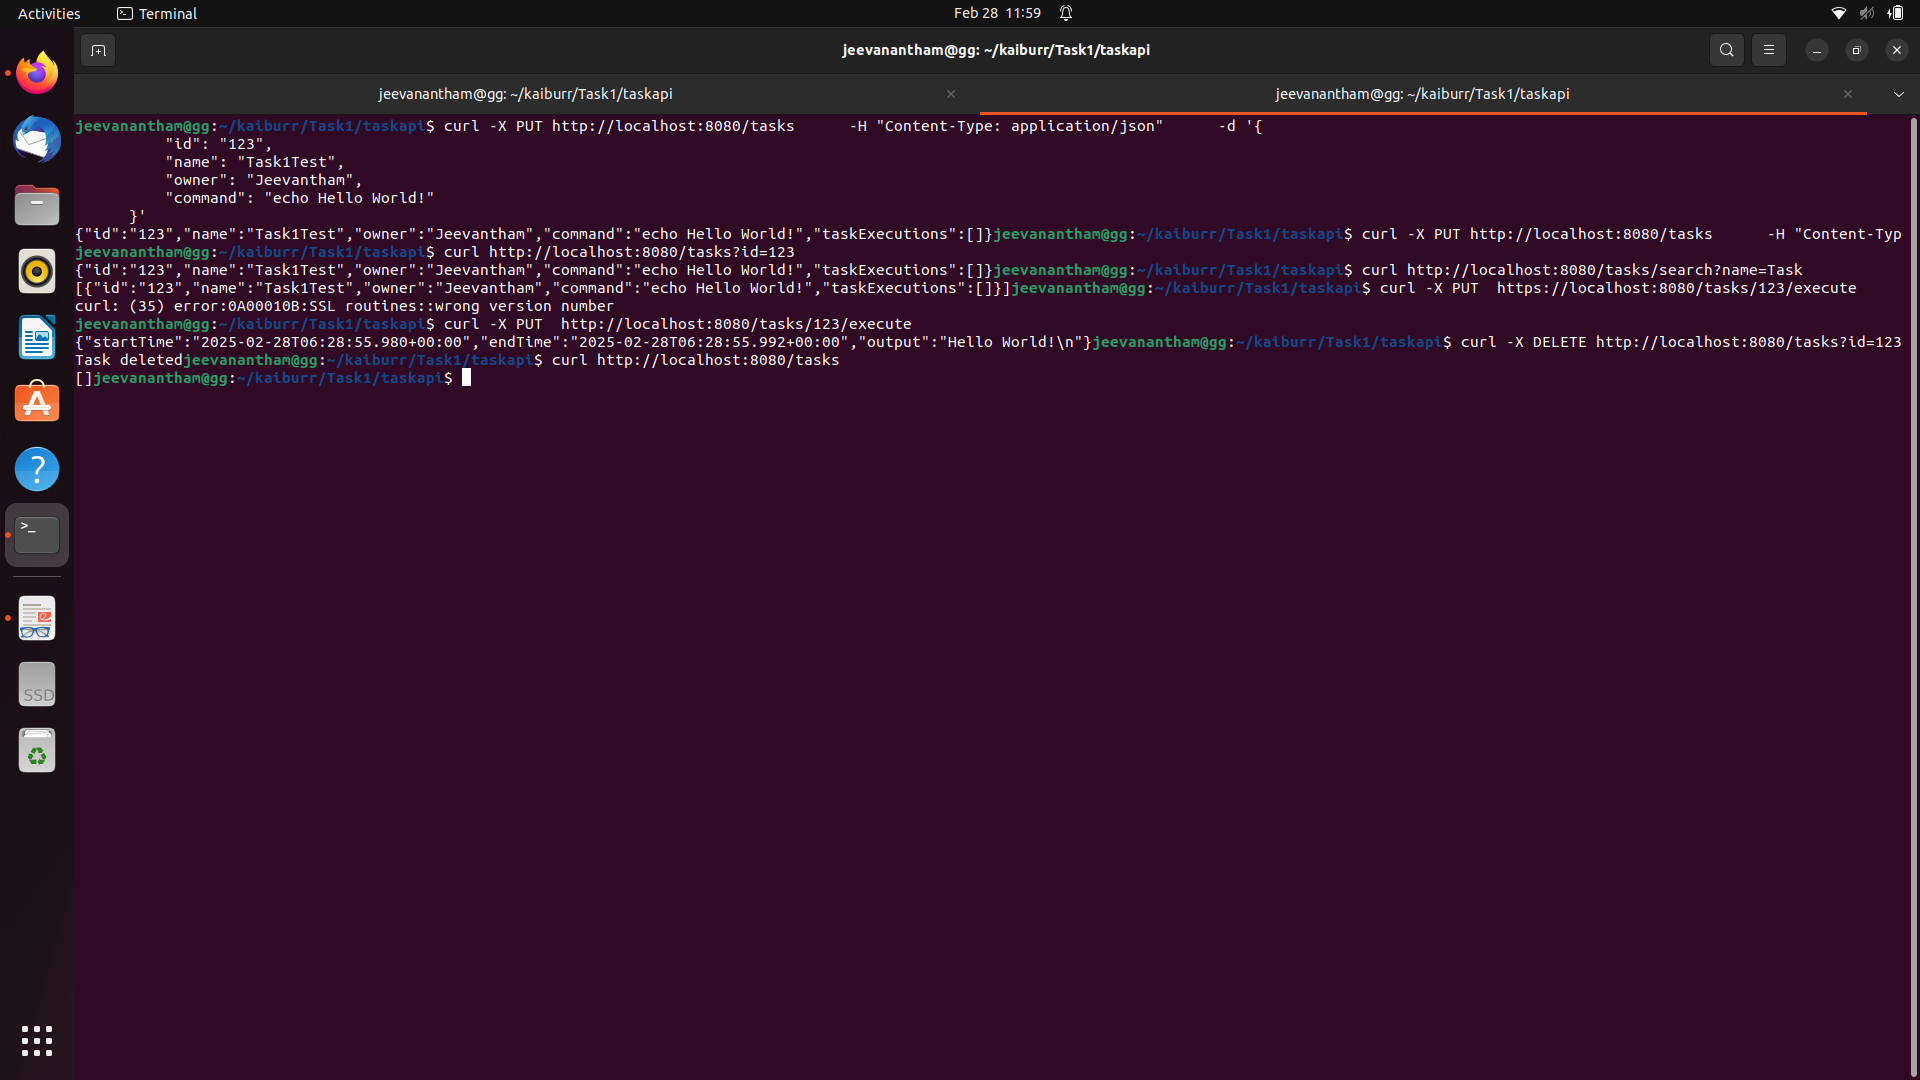 Activities
Terminal
Feb 28 11:59
jeevanantham@gg: ~/kaiburr/Task1/taskapi
jeevanantham@gg: ~/kaiburr/Task1/taskapi
jeevanantham@gg: ~/kaiburr/Task1/taskapi
jeevanantham@gg:~/kaiburr/Task1/taskapi$ curl -X PUT http://localhost:8080/tasks      -H "Content-Type: application/json"      -d '{
          "id": "123",
          "name": "Task1Test",
          "owner": "Jeevantham",
          "command": "echo Hello World!"
      }'
{"id":"123","name":"Task1Test","owner":"Jeevantham","command":"echo Hello World!","taskExecutions":[]}jeevanantham@gg:~/kaiburr/Task1/taskapi$ curl -X PUT http://localhost:8080/tasks      -H "Content-Typ
jeevanantham@gg:~/kaiburr/Task1/taskapi$ curl http://localhost:8080/tasks?id=123
{"id":"123","name":"Task1Test","owner":"Jeevantham","command":"echo Hello World!","taskExecutions":[]}jeevanantham@gg:~/kaiburr/Task1/taskapi$ curl http://localhost:8080/tasks/search?name=Task
[{"id":"123","name":"Task1Test","owner":"Jeevantham","command":"echo Hello World!","taskExecutions":[]}]jeevanantham@gg:~/kaiburr/Task1/taskapi$ curl -X PUT  https://localhost:8080/tasks/123/execute
curl: (35) error:0A00010B:SSL routines::wrong version number
jeevanantham@gg:~/kaiburr/Task1/taskapi$ curl -X PUT  http://localhost:8080/tasks/123/execute
{"startTime":"2025-02-28T06:28:55.980+00:00","endTime":"2025-02-28T06:28:55.992+00:00","output":"Hello World!\n"}jeevanantham@gg:~/kaiburr/Task1/taskapi$ curl -X DELETE http://localhost:8080/tasks?id=123
Task deletedjeevanantham@gg:~/kaiburr/Task1/taskapi$ curl http://localhost:8080/tasks
[]jeevanantham@gg:~/kaiburr/Task1/taskapi$
SSD